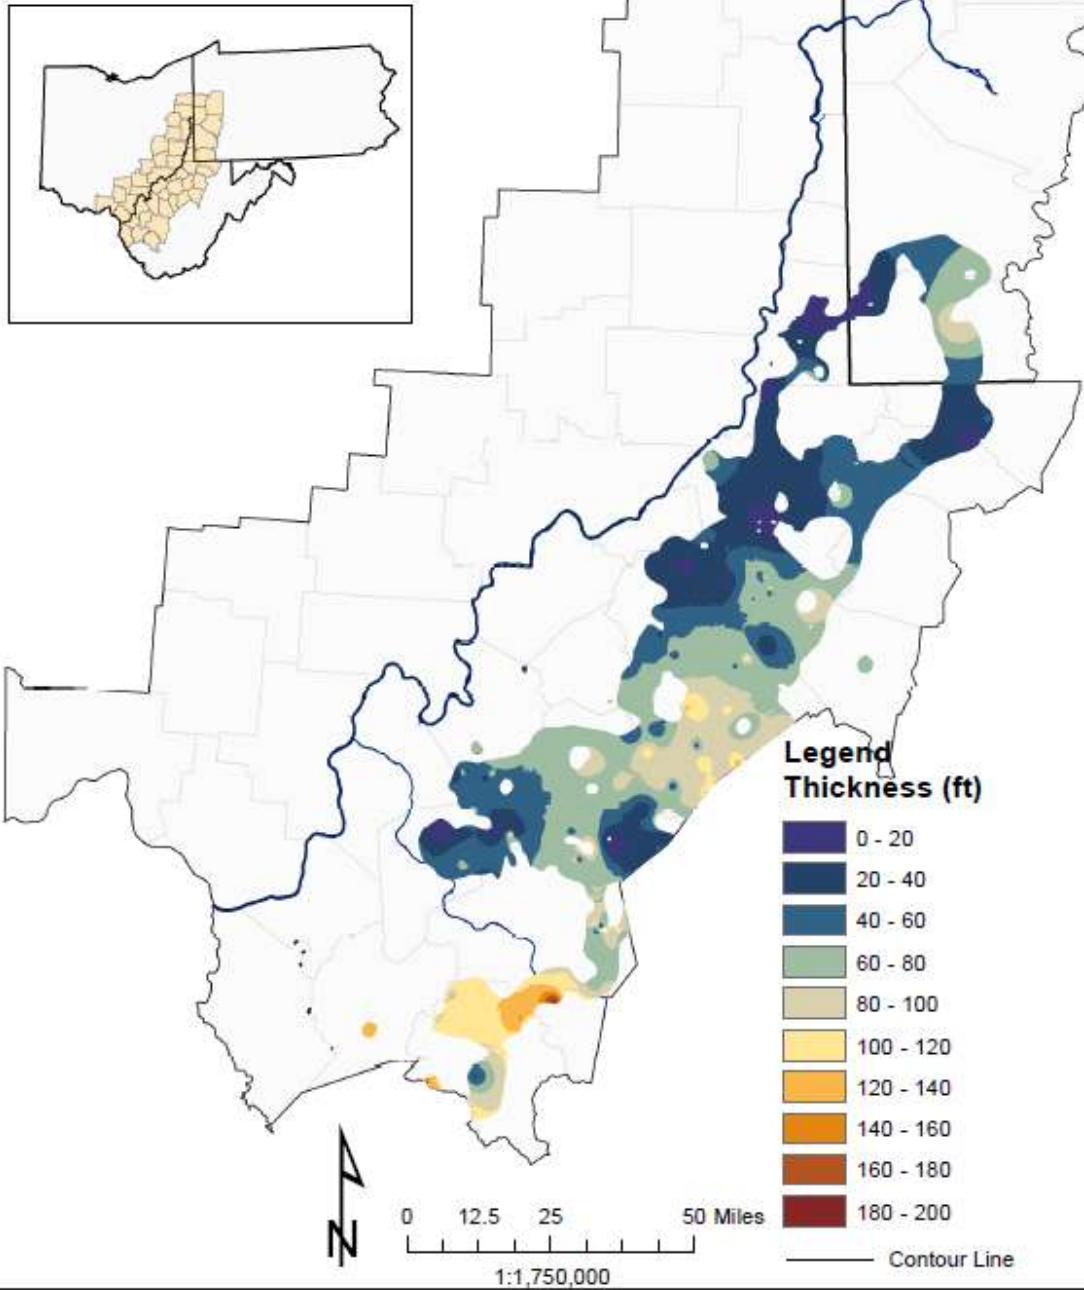 Legend
Thickness (ft)
0 - 20
20 - 40
40 - 60
60 - 80
80 - 100
100 - 120
120 - 140
140 - 160
160 - 180
180 - 200
Contour Line
N
0 12.5 25 50 Miles
1:1,750,000